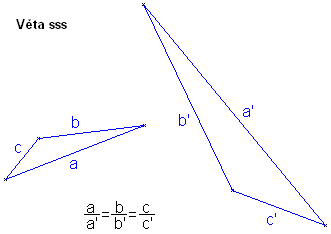 Věta sss
a'
b'
b
c
a
c'
a/a' = b/b' = c/c'